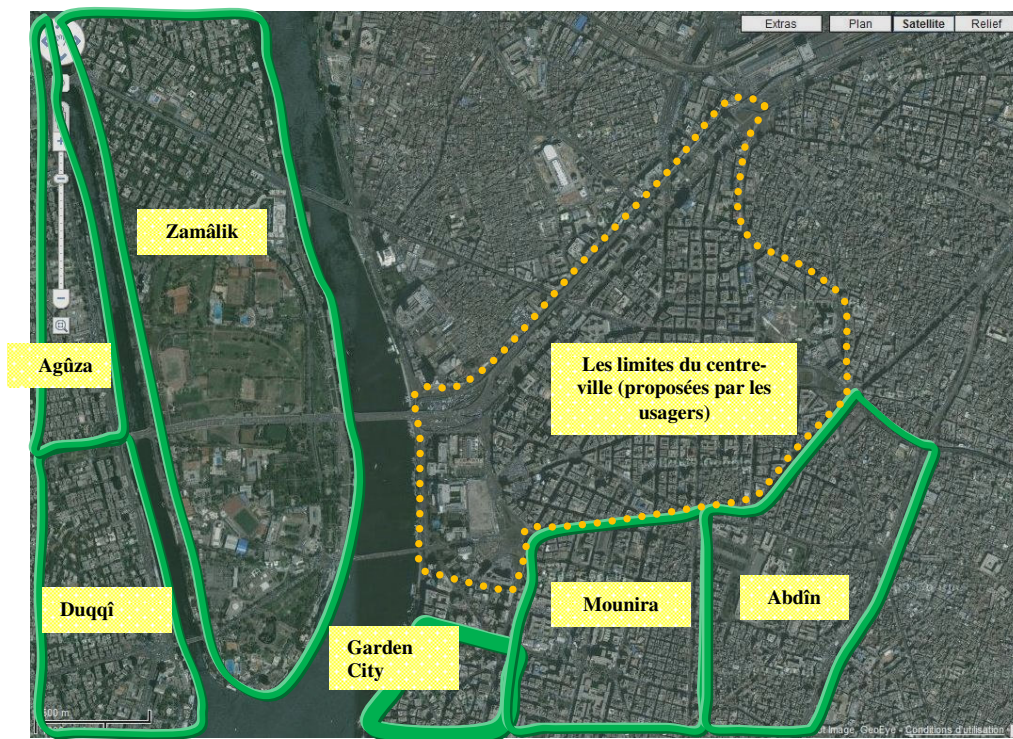 Extras
Plan
Satellite
Relief
Zamâlik
Agûza
Les limites du centre-
ville (proposées par les
usagers)
Duqqî
Mounira
Abdîn
Garden
City
500 m
Image, GeoEye - Conditions d'utilisation